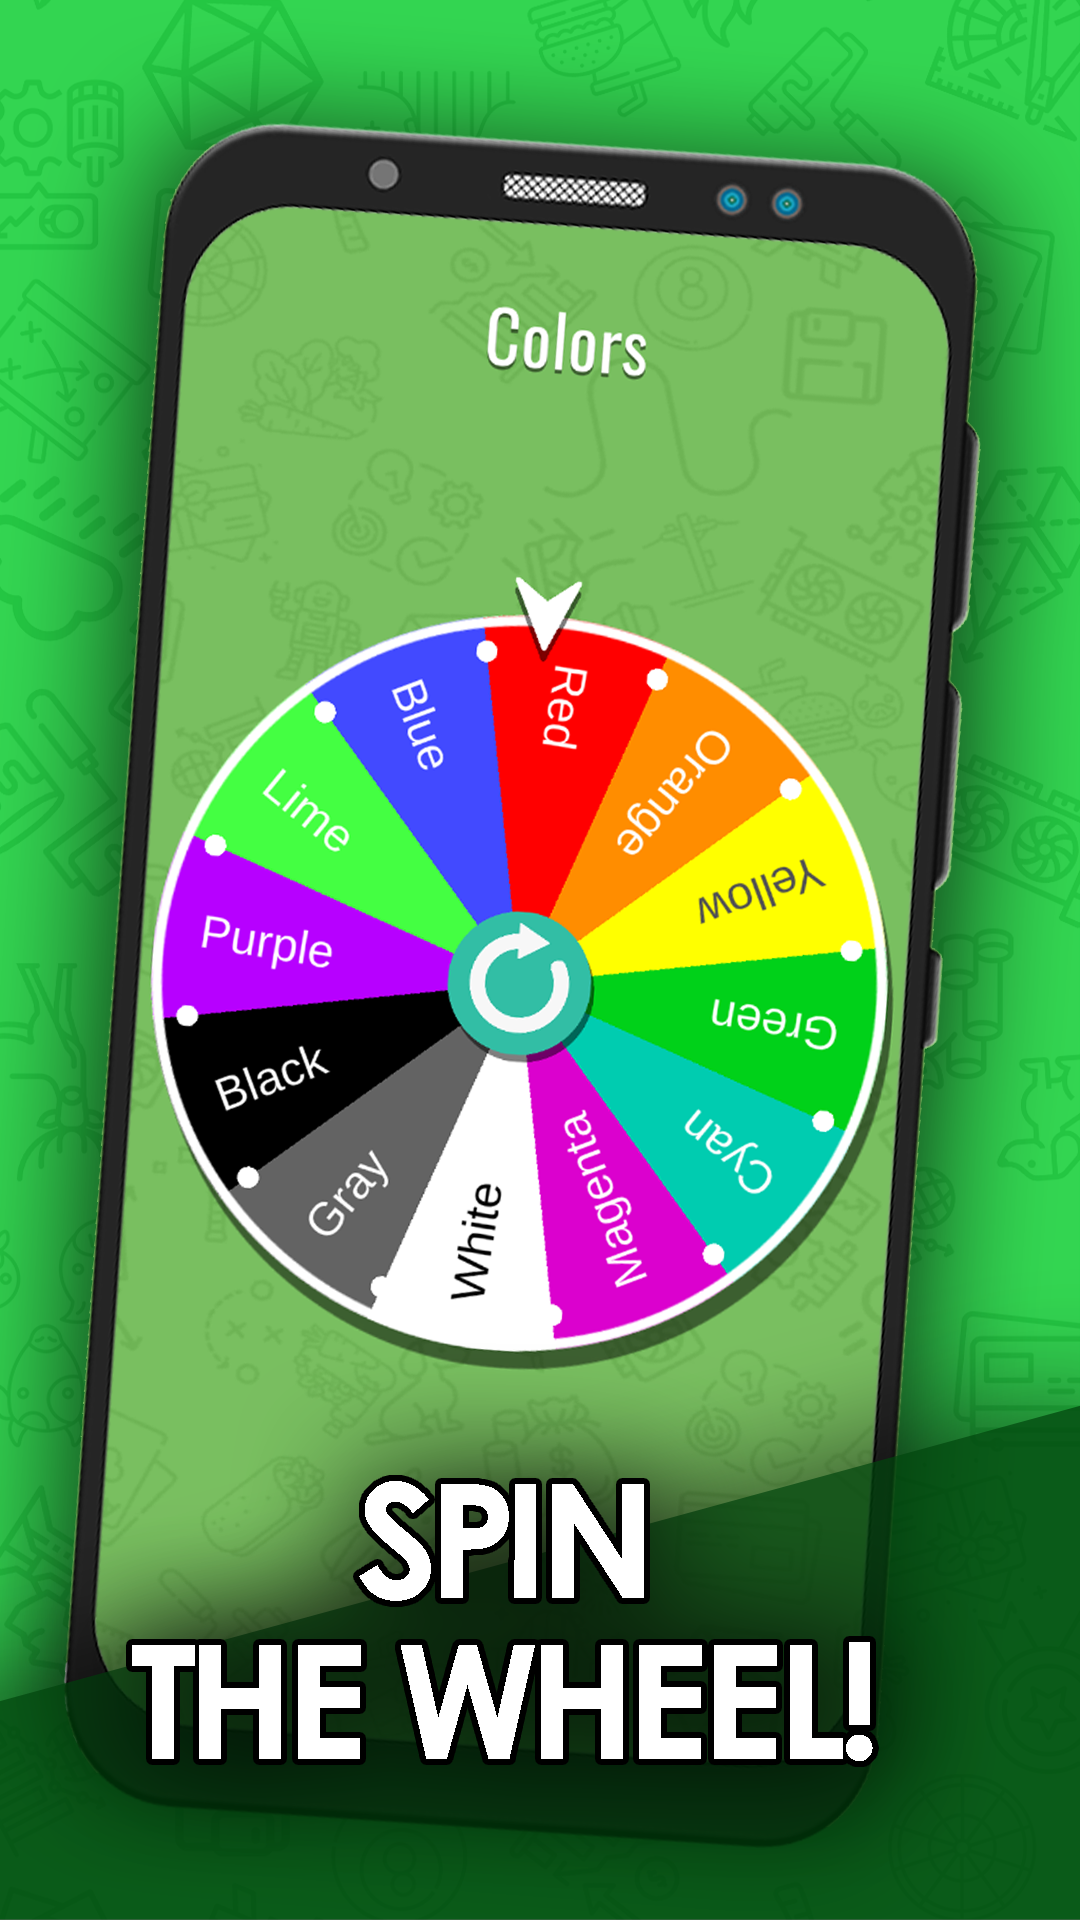 Colors
Red
Orange
Yellow
Green
Cyan
Magenta
White
Gray
Black
Purple
Lime
Blue
SPIN
THE WHEEL!